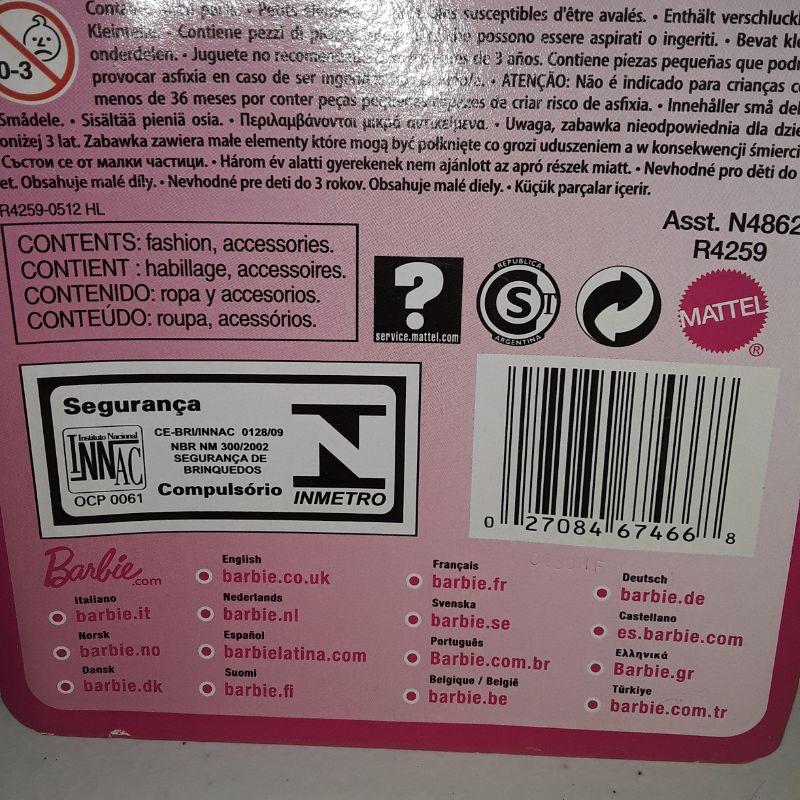 susceptibles d'être avalés. • Enthält verschluckb
Kleinteile. • Contiene pezzi di possono essere aspirati o ingeriti. • Bevat kle
0-3
onderdelen. • Juguete no de 3 años. Contiene piezas pequeñas que podr
provocar asfixia en caso de ser • ATENÇÃO: Não é indicado para crianças c
menos de 36 meses por conter peças de criar risco de asfixia. • Innehåller små del
Smådele. • Sisältää pieniä osia. • Περιλαμβάνονται μικρά αντικείμενα. • Uwaga, zabawka nieodpowiednia dla dzie
oniżej 3 lat. Zabawka zawiera małe elementy które mogą być połknięte co grozi uduszeniem a w konsekwencji śmierci
Състои се от малки частици. • Három év alatti gyerekenek nem ajánlott az apró részek miatt. • Nevhodné pro děti do
et. Obsahuje malé díly. • Nevhodné pre deti do 3 rokov. Obsahuje malé diely. • Küçük parçalar içerir.
R4259-0512 HL
Asst. N4862
R4259
CONTENTS: fashion, accessories.
CONTIENT : habillage, accessoires.
CONTENIDO: ropa y accesorios.
CONTEÚDO: roupa, acessórios.
?
service.mattel.com
REPUBLICA
S T
ARGENTINA
MATTEL
®
Segurança
Instituto Nacional
INNAC
OCP 0061
CE-BRI/INNAC 0128/09
NBR NM 300/2002
SEGURANÇA DE
BRINQUEDOS
Compulsório
INMETRO
0 27084 67466 8
Barbie.com
English
barbie.co.uk
Français
barbie.fr
Deutsch
barbie.de
Italiano
barbie.it
Nederlands
barbie.nl
Svenska
barbie.se
Castellano
es.barbie.com
Norsk
barbie.no
Español
barbielatina.com
Português
Barbie.com.br
Ελληνικά
Barbie.gr
Dansk
barbie.dk
Suomi
barbie.fi
Belgique / België
barbie.be
Türkiye
barbie.com.tr